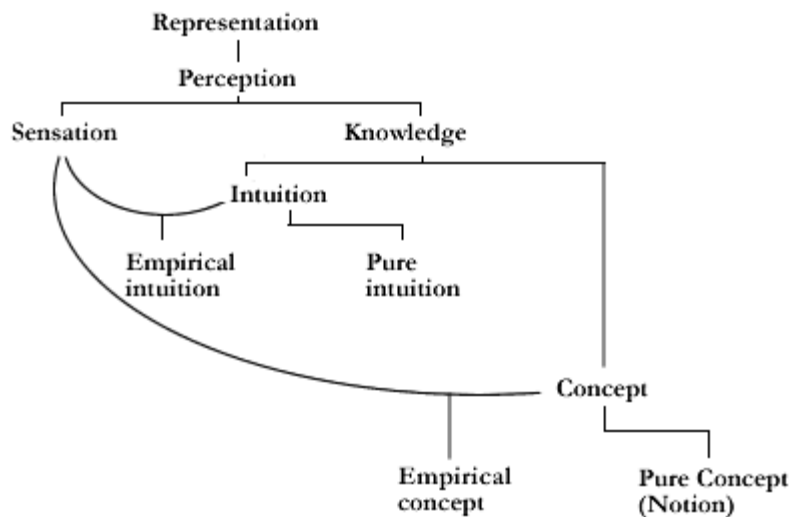 Representation
Perception
Sensation
Knowledge
Intuition
Empirical
intuition
Pure
intuition
Concept
Empirical
concept
Pure Concept
(Notion)